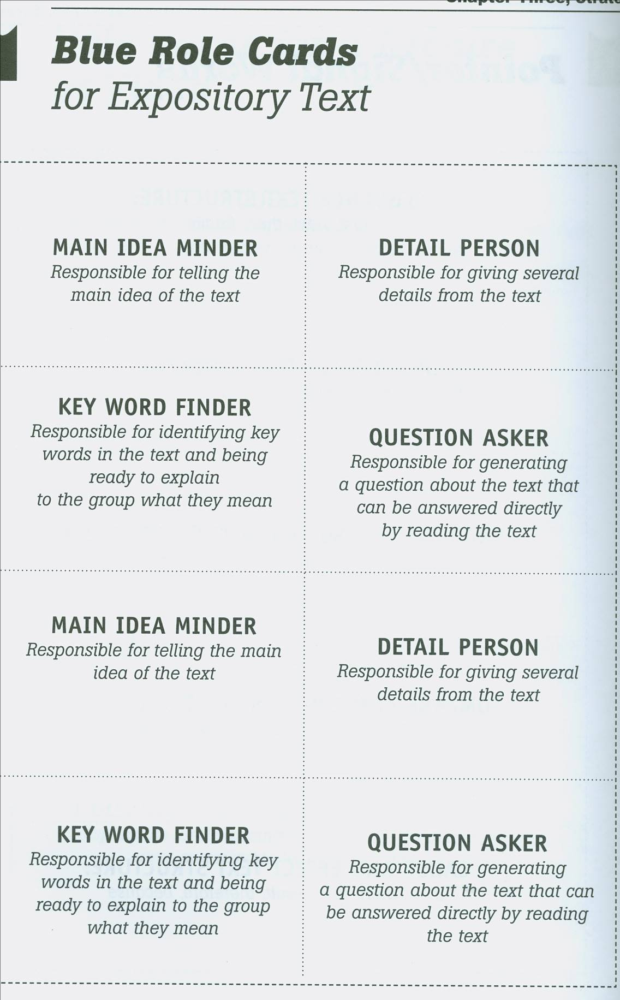 Blue Role Cards
for Expository Text
MAIN IDEA MINDER
Responsible for telling the
main idea of the text
DETAIL PERSON
Responsible for giving several
details from the text
KEY WORD FINDER
Responsible for identifying key
words in the text and being
ready to explain
to the group what they mean
QUESTION ASKER
Responsible for generating
a question about the text that
can be answered directly
by reading the text
MAIN IDEA MINDER
Responsible for telling the main
idea of the text
DETAIL PERSON
Responsible for giving several
details from the text
KEY WORD FINDER
Responsible for identifying key
words in the text and being
ready to explain to the group
what they mean
QUESTION ASKER
Responsible for generating
a question about the text that can
be answered directly by reading
the text